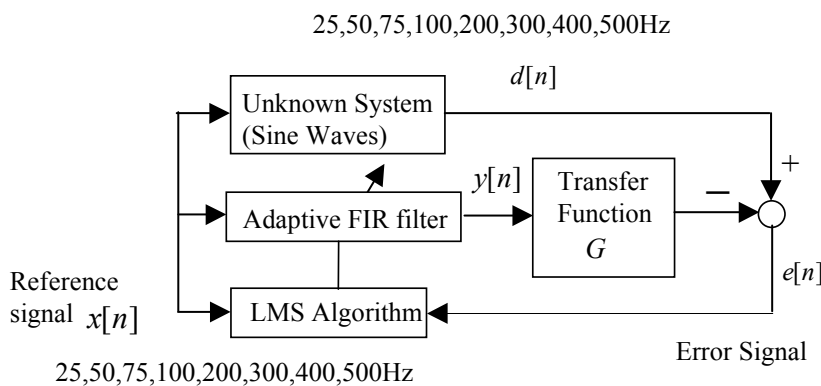 25,50,75,100,200,300,400,500Hz
d[n]
Unknown System
(Sine Waves)
+
y[n]
Transfer
Function
G
−
Adaptive FIR filter
e[n]
Reference
signal x[n]
LMS Algorithm
Error Signal
25,50,75,100,200,300,400,500Hz